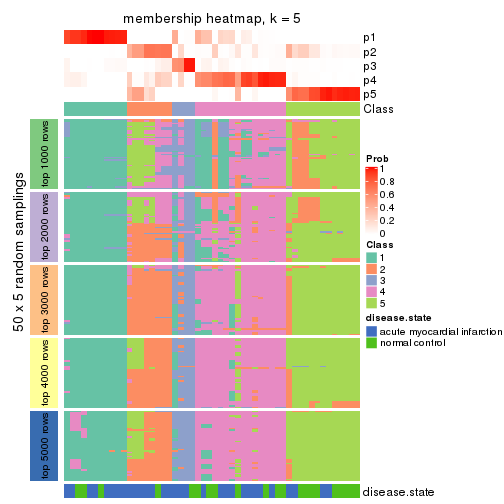 membership heatmap, k = 5
p1
p2
p3
p4
p5
Class
50 x 5 random samplings
top 1000 rows
top 2000 rows
top 3000 rows
top 4000 rows
top 5000 rows
Prob
1
0.8
0.6
0.4
0.2
0
Class
1
2
3
4
5
disease.state
acute myocardial infarction
normal control
disease.state